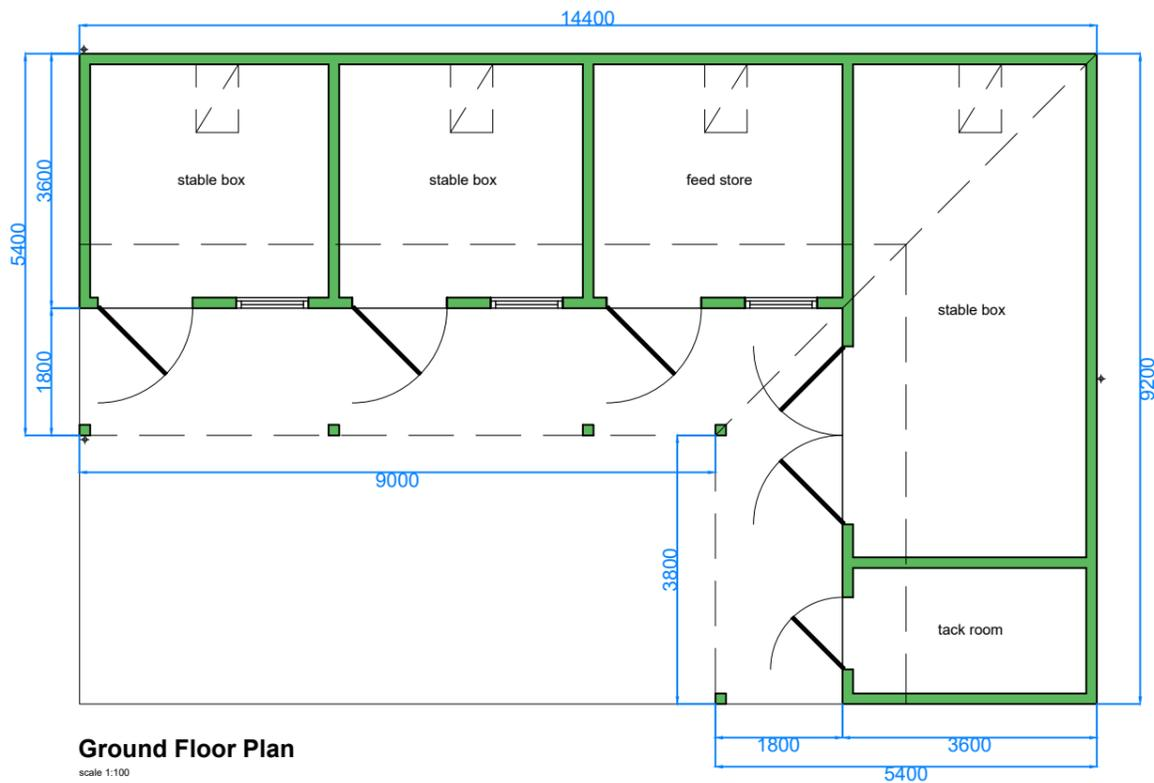 14400
3600
5400
stable box
stable box
feed store
stable box
1800
9200
9000
3800
tack room
1800
3600
5400
Ground Floor Plan
scale 1:100